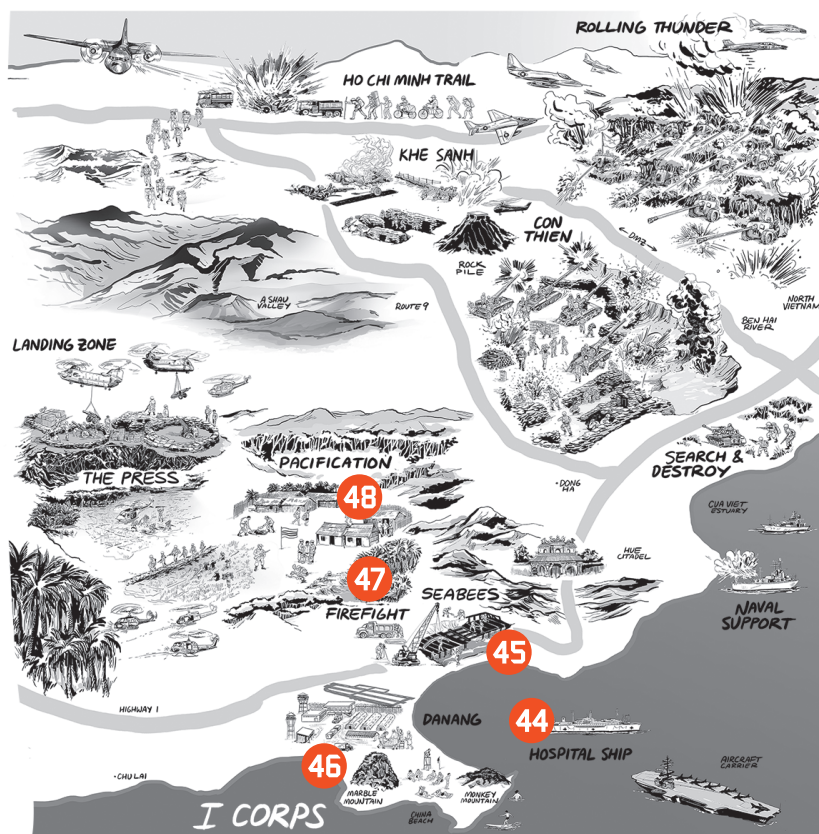 ROLLING THUNDER
HO CHI MINH TRAIL
KHE SANH
CON
THIEN
DMZ
ROCK
PILE
A SHAU
VALLEY
ROUTE 9
NORTH
VIETNAM
BEN HAI
RIVER
LANDING ZONE
SEARCH &
DESTROY
PACIFICATION
THE PRESS
48
DONG
HA
CUA VIET
ESTUARY
HUE
CITADEL
47
SEABEES
FIREFIGHT
NAVAL
SUPPORT
45
HIGHWAY 1
DANANG
44
HOSPITAL SHIP
46
AIRCRAFT
CARRIER
CHU LAI
MARBLE
MOUNTAIN
MONKEY
MOUNTAIN
CHINA
BEACH
I CORPS